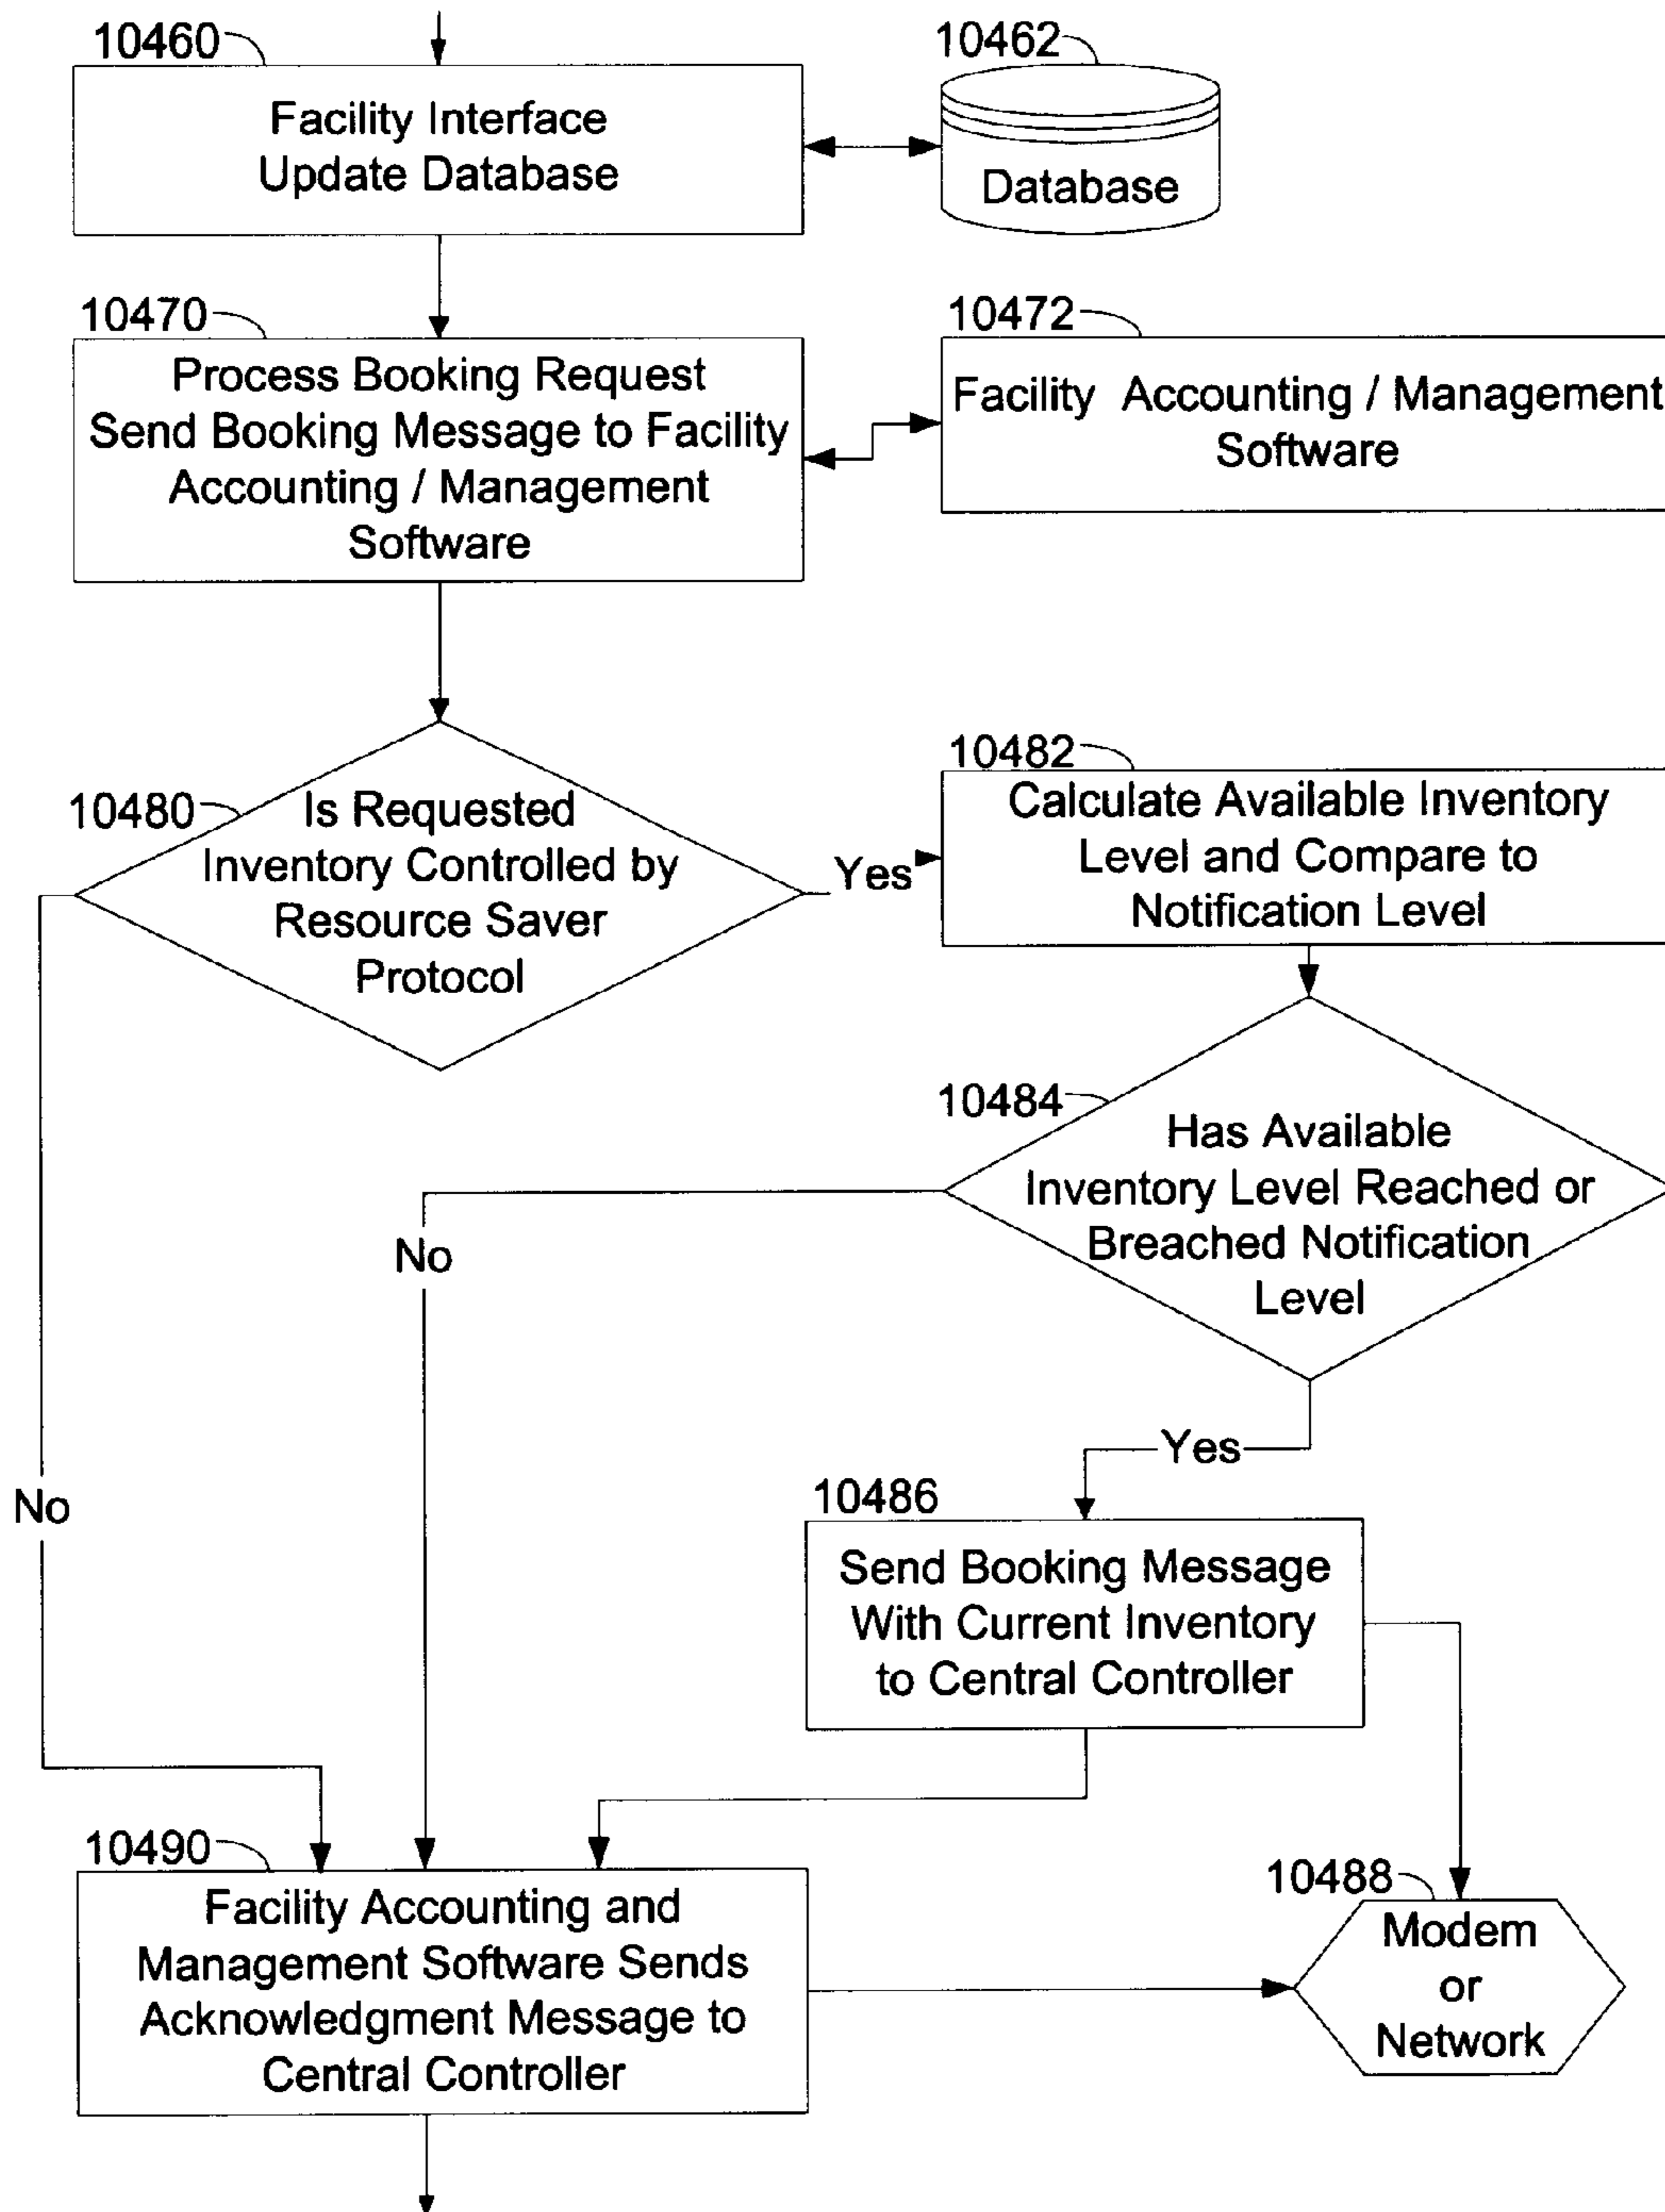 10460
Facility Interface
Update Database
10462
Database
10470
Process Booking Request
Send Booking Message to Facility
Accounting / Management
Software
10472
Facility Accounting / Management
Software
10480
Is Requested
Inventory Controlled by
Resource Saver
Protocol
Yes
10482
Calculate Available Inventory
Level and Compare to
Notification Level
10484
Has Available
Inventory Level Reached or
Breached Notification
Level
No
Yes
No
10486
Send Booking Message
With Current Inventory
to Central Controller
10490
Facility Accounting and
Management Software Sends
Acknowledgment Message to
Central Controller
10488
Modem
or
Network